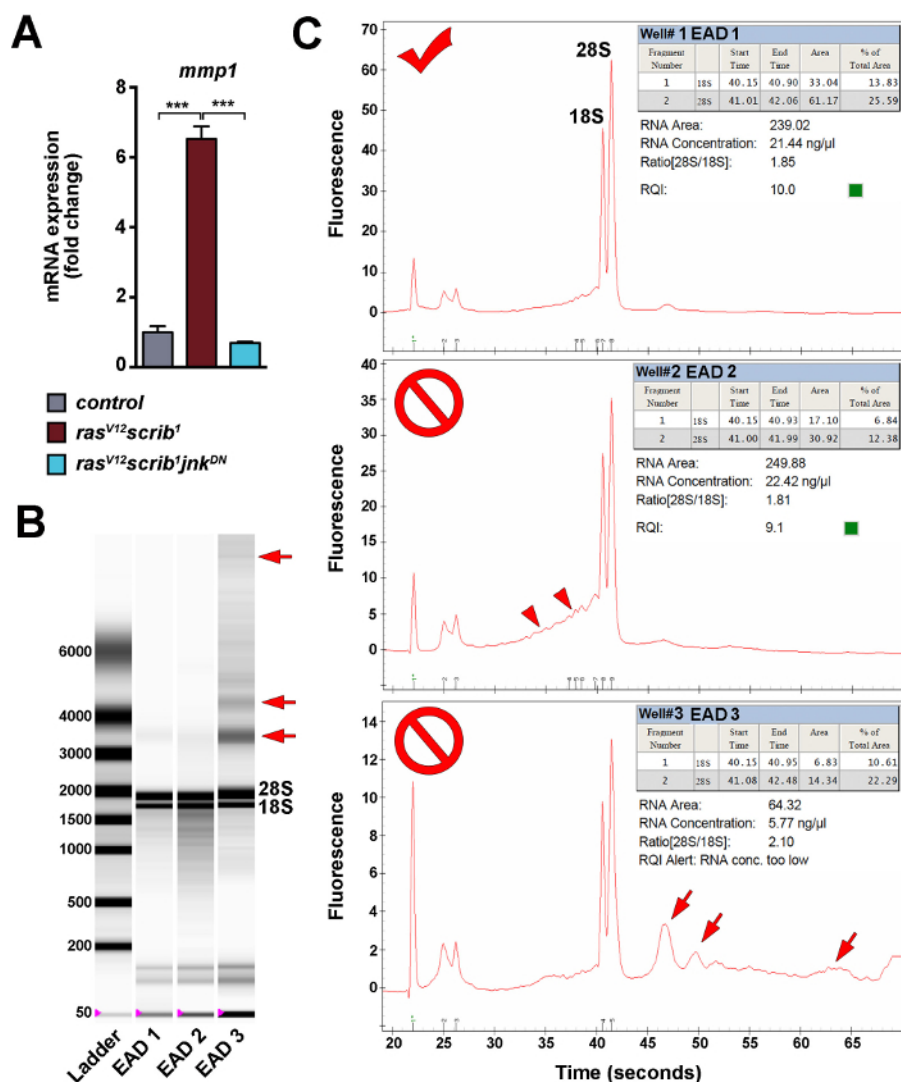 A
mmp1
***
***
mRNA expression
(fold change)
8
6
4
2
0
control
rasV12scrib1
rasV12scrib1jnkDN
B
6000
4000
3000
2000
1500
1000
500
200
50
28S
18S
Ladder
EAD 1
EAD 2
EAD 3
C
Fluorescence
70
60
50
40
30
20
10
0
28S
18S
Well# 1 EAD 1
Fragment Number Start Time End Time Area % of Total Area
1 18S 40.15 40.90 33.04 13.83
2 28S 41.01 42.06 61.17 25.59
RNA Area: 239.02
RNA Concentration: 21.44 ng/µl
Ratio[28S/18S]: 1.85
RQI: 10.0
Fluorescence
40
35
30
25
20
15
10
5
0
Well#2 EAD 2
Fragment Number Start Time End Time Area % of Total Area
1 18S 40.15 40.93 17.10 6.84
2 28S 41.00 41.99 30.92 12.38
RNA Area: 249.88
RNA Concentration: 22.42 ng/µl
Ratio[28S/18S]: 1.81
RQI: 9.1
Fluorescence
14
12
10
8
6
4
2
0
Well#3 EAD 3
Fragment Number Start Time End Time Area % of Total Area
1 18S 40.15 40.95 6.83 10.61
2 28S 41.08 42.48 14.34 22.29
RNA Area: 64.32
RNA Concentration: 5.77 ng/µl
Ratio[28S/18S]: 2.10
RQI Alert: RNA conc. too low
20 25 30 35 40 45 50 55 60 65
Time (seconds)